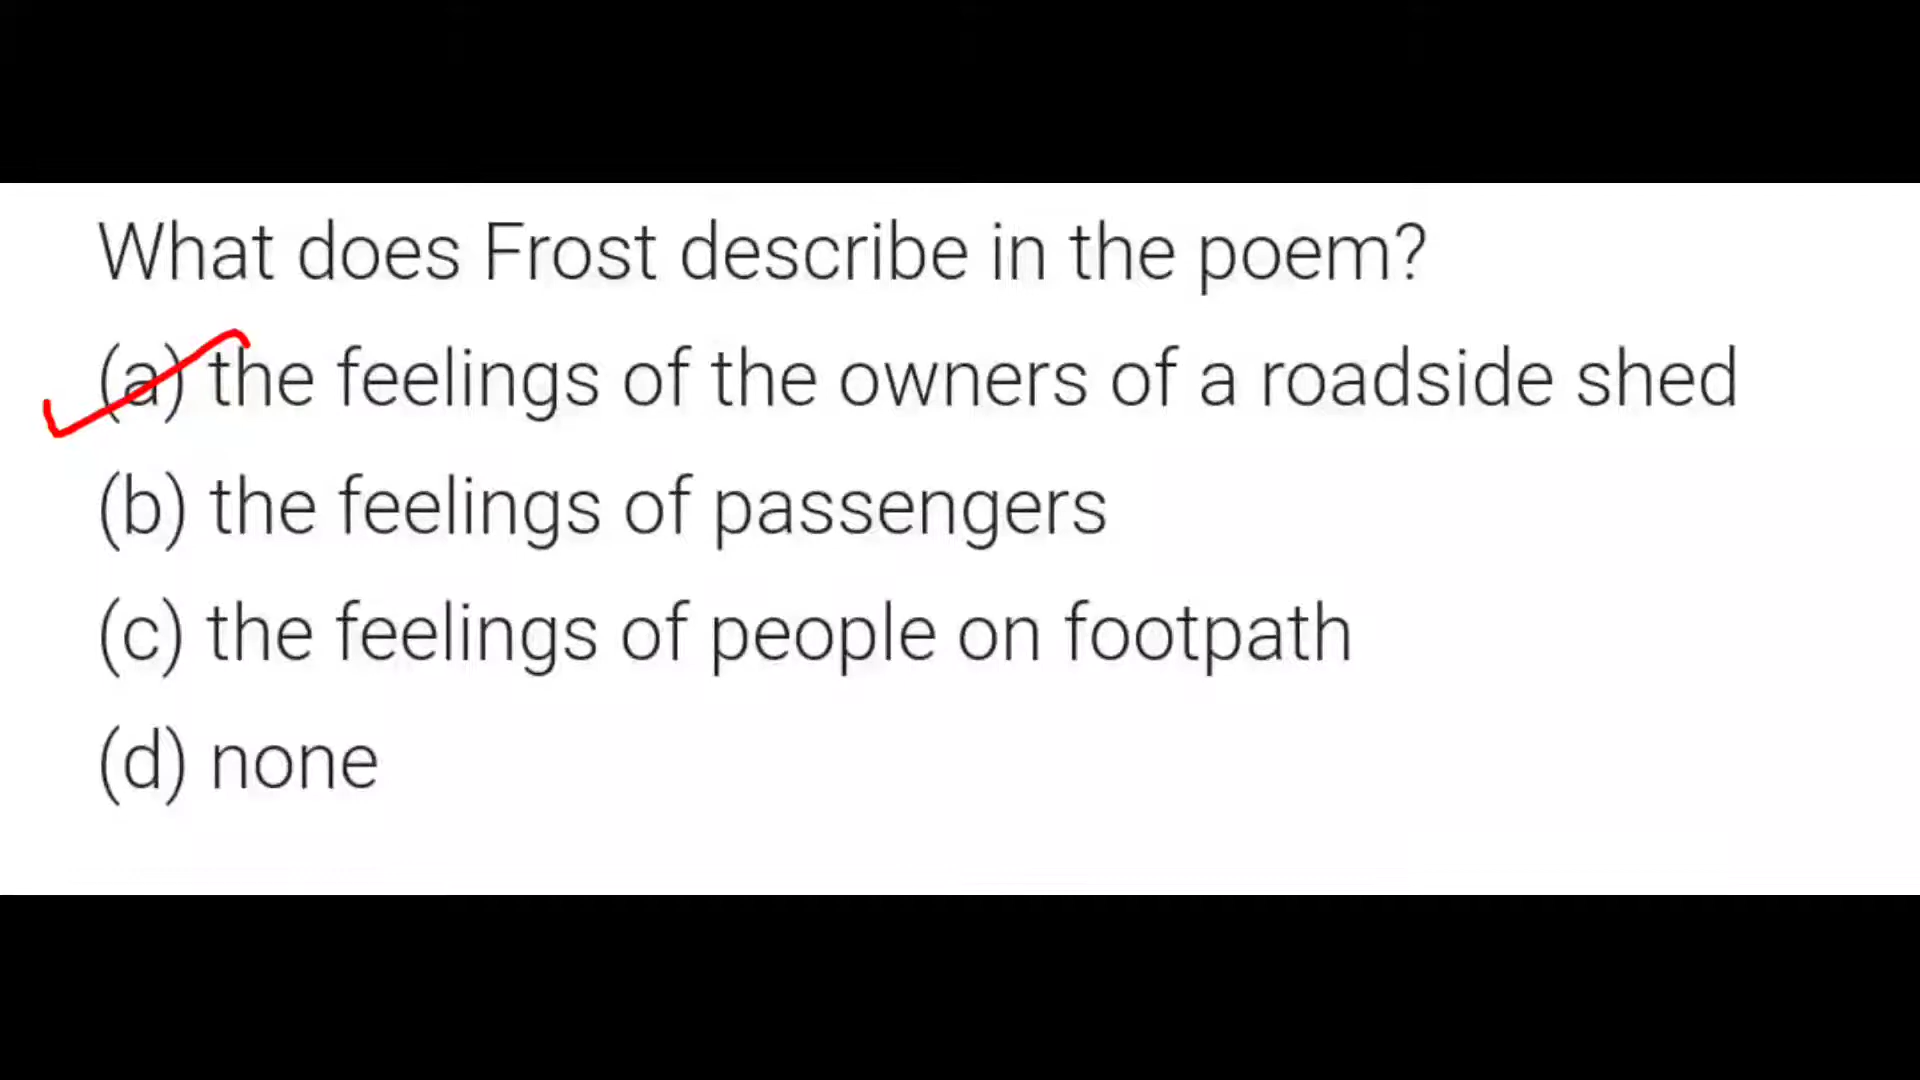 What does Frost describe in the poem?
(a) the feelings of the owners of a roadside shed
(b) the feelings of passengers
(c) the feelings of people on footpath
(d) none